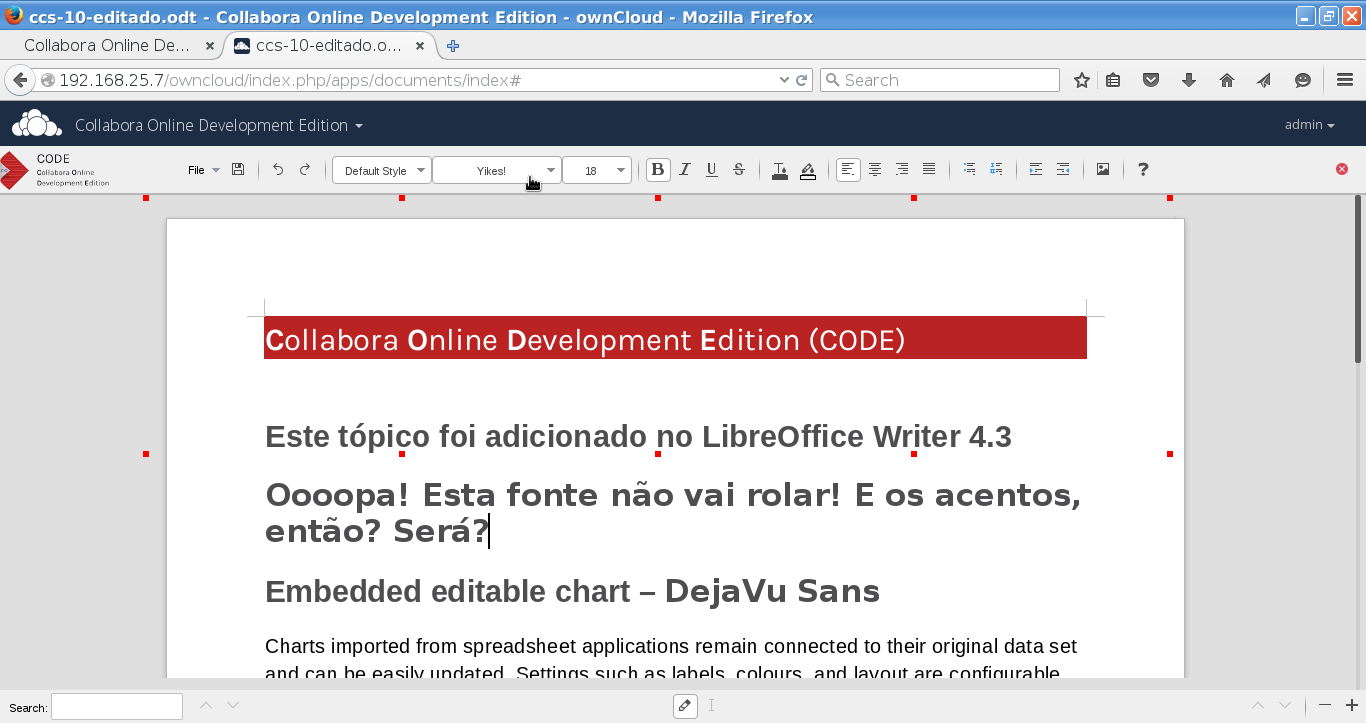 ccs-10-editado.odt - Collabora Online Development Edition - ownCloud - Mozilla Firefox
Collabora Online De... ccs-10-editado.o...
192.168.25.7/owncloud/index.php/apps/documents/index# Search
Collabora Online Development Edition admin
CODE
Collabora Online
Development Edition
File Default Style Yikes! 18 B I U S ?
Collabora Online Development Edition (CODE)
Este tópico foi adicionado no LibreOffice Writer 4.3
Oooopa! Esta fonte não vai rolar! E os acentos,
então? Será?
Embedded editable chart – DejaVu Sans
Charts imported from spreadsheet applications remain connected to their original data set
and can be easily updated. Settings such as labels, colours, and layout are configurable
Search: